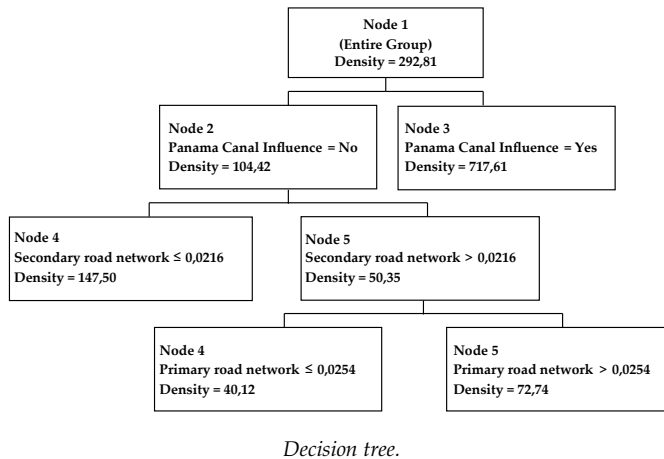 Node 1
(Entire Group)
Density = 292,81
Node 2
Panama Canal Influence = No
Density = 104,42
Node 3
Panama Canal Influence = Yes
Density = 717,61
Node 4
Secondary road network ≤ 0,0216
Density = 147,50
Node 5
Secondary road network > 0,0216
Density = 50,35
Node 4
Primary road network ≤ 0,0254
Density = 40,12
Node 5
Primary road network > 0,0254
Density = 72,74
Decision tree.